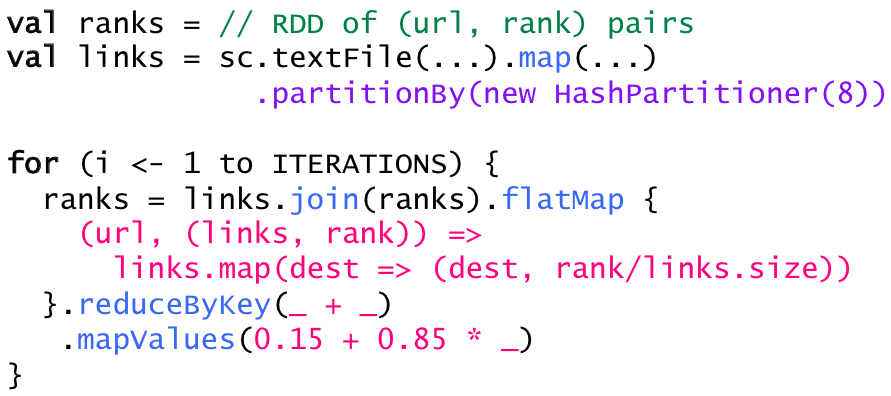 val ranks = // RDD of (url, rank) pairs
val links = sc.textFile(...).map(...)
              .partitionBy(new HashPartitioner(8))

for (i <- 1 to ITERATIONS) {
  ranks = links.join(ranks).flatMap {
    (url, (links, rank)) =>
      links.map(dest => (dest, rank/links.size))
  }.reduceByKey(_ + _)
   .mapValues(0.15 + 0.85 * _)
}